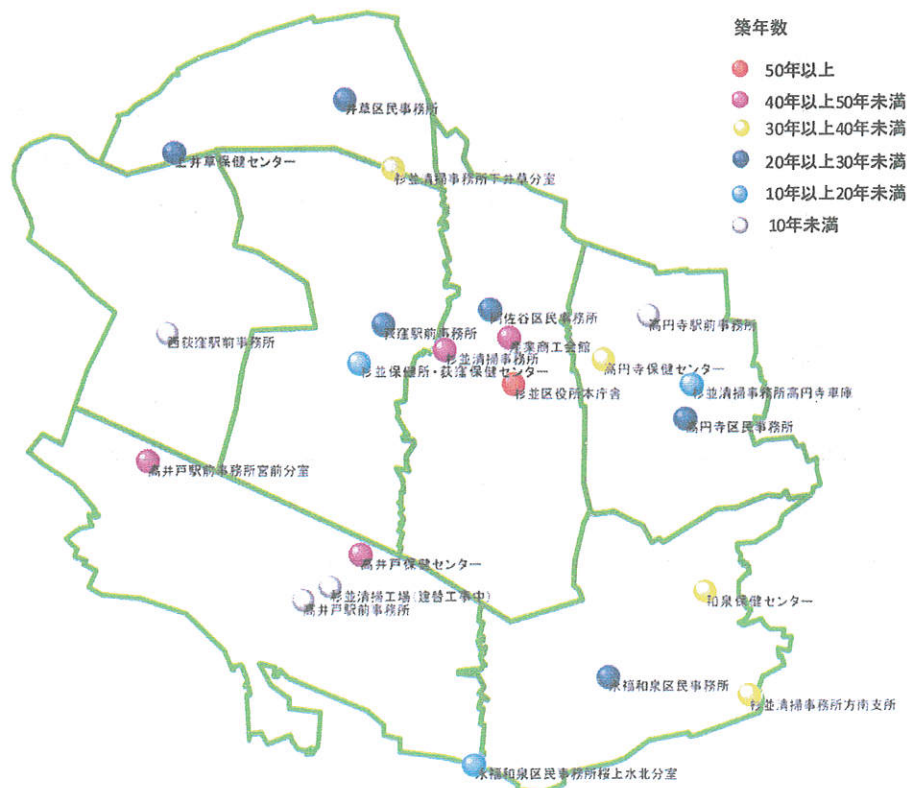 築年数
50年以上
40年以上50年未満
30年以上40年未満
20年以上30年未満
10年以上20年未満
10年未満
井草区民事務所
上井草保健センター
杉並清掃事務所下井草分室
西荻窪駅前事務所
荻窪駅前事務所
杉並保健所・荻窪保健センター
杉並清掃事務所
阿佐谷区民事務所
産業商工会館
杉並区役所本庁舎
高円寺駅前事務所
高円寺保健センター
杉並清掃事務所高円寺車庫
高円寺区民事務所
高井戸駅前事務所宮前分室
高井戸保健センター
杉並清掃工場(建替工事中)
高井戸駅前事務所
和泉保健センター
永福和泉区民事務所
杉並清掃事務所方南支所
永福和泉区民事務所桜上水北分室